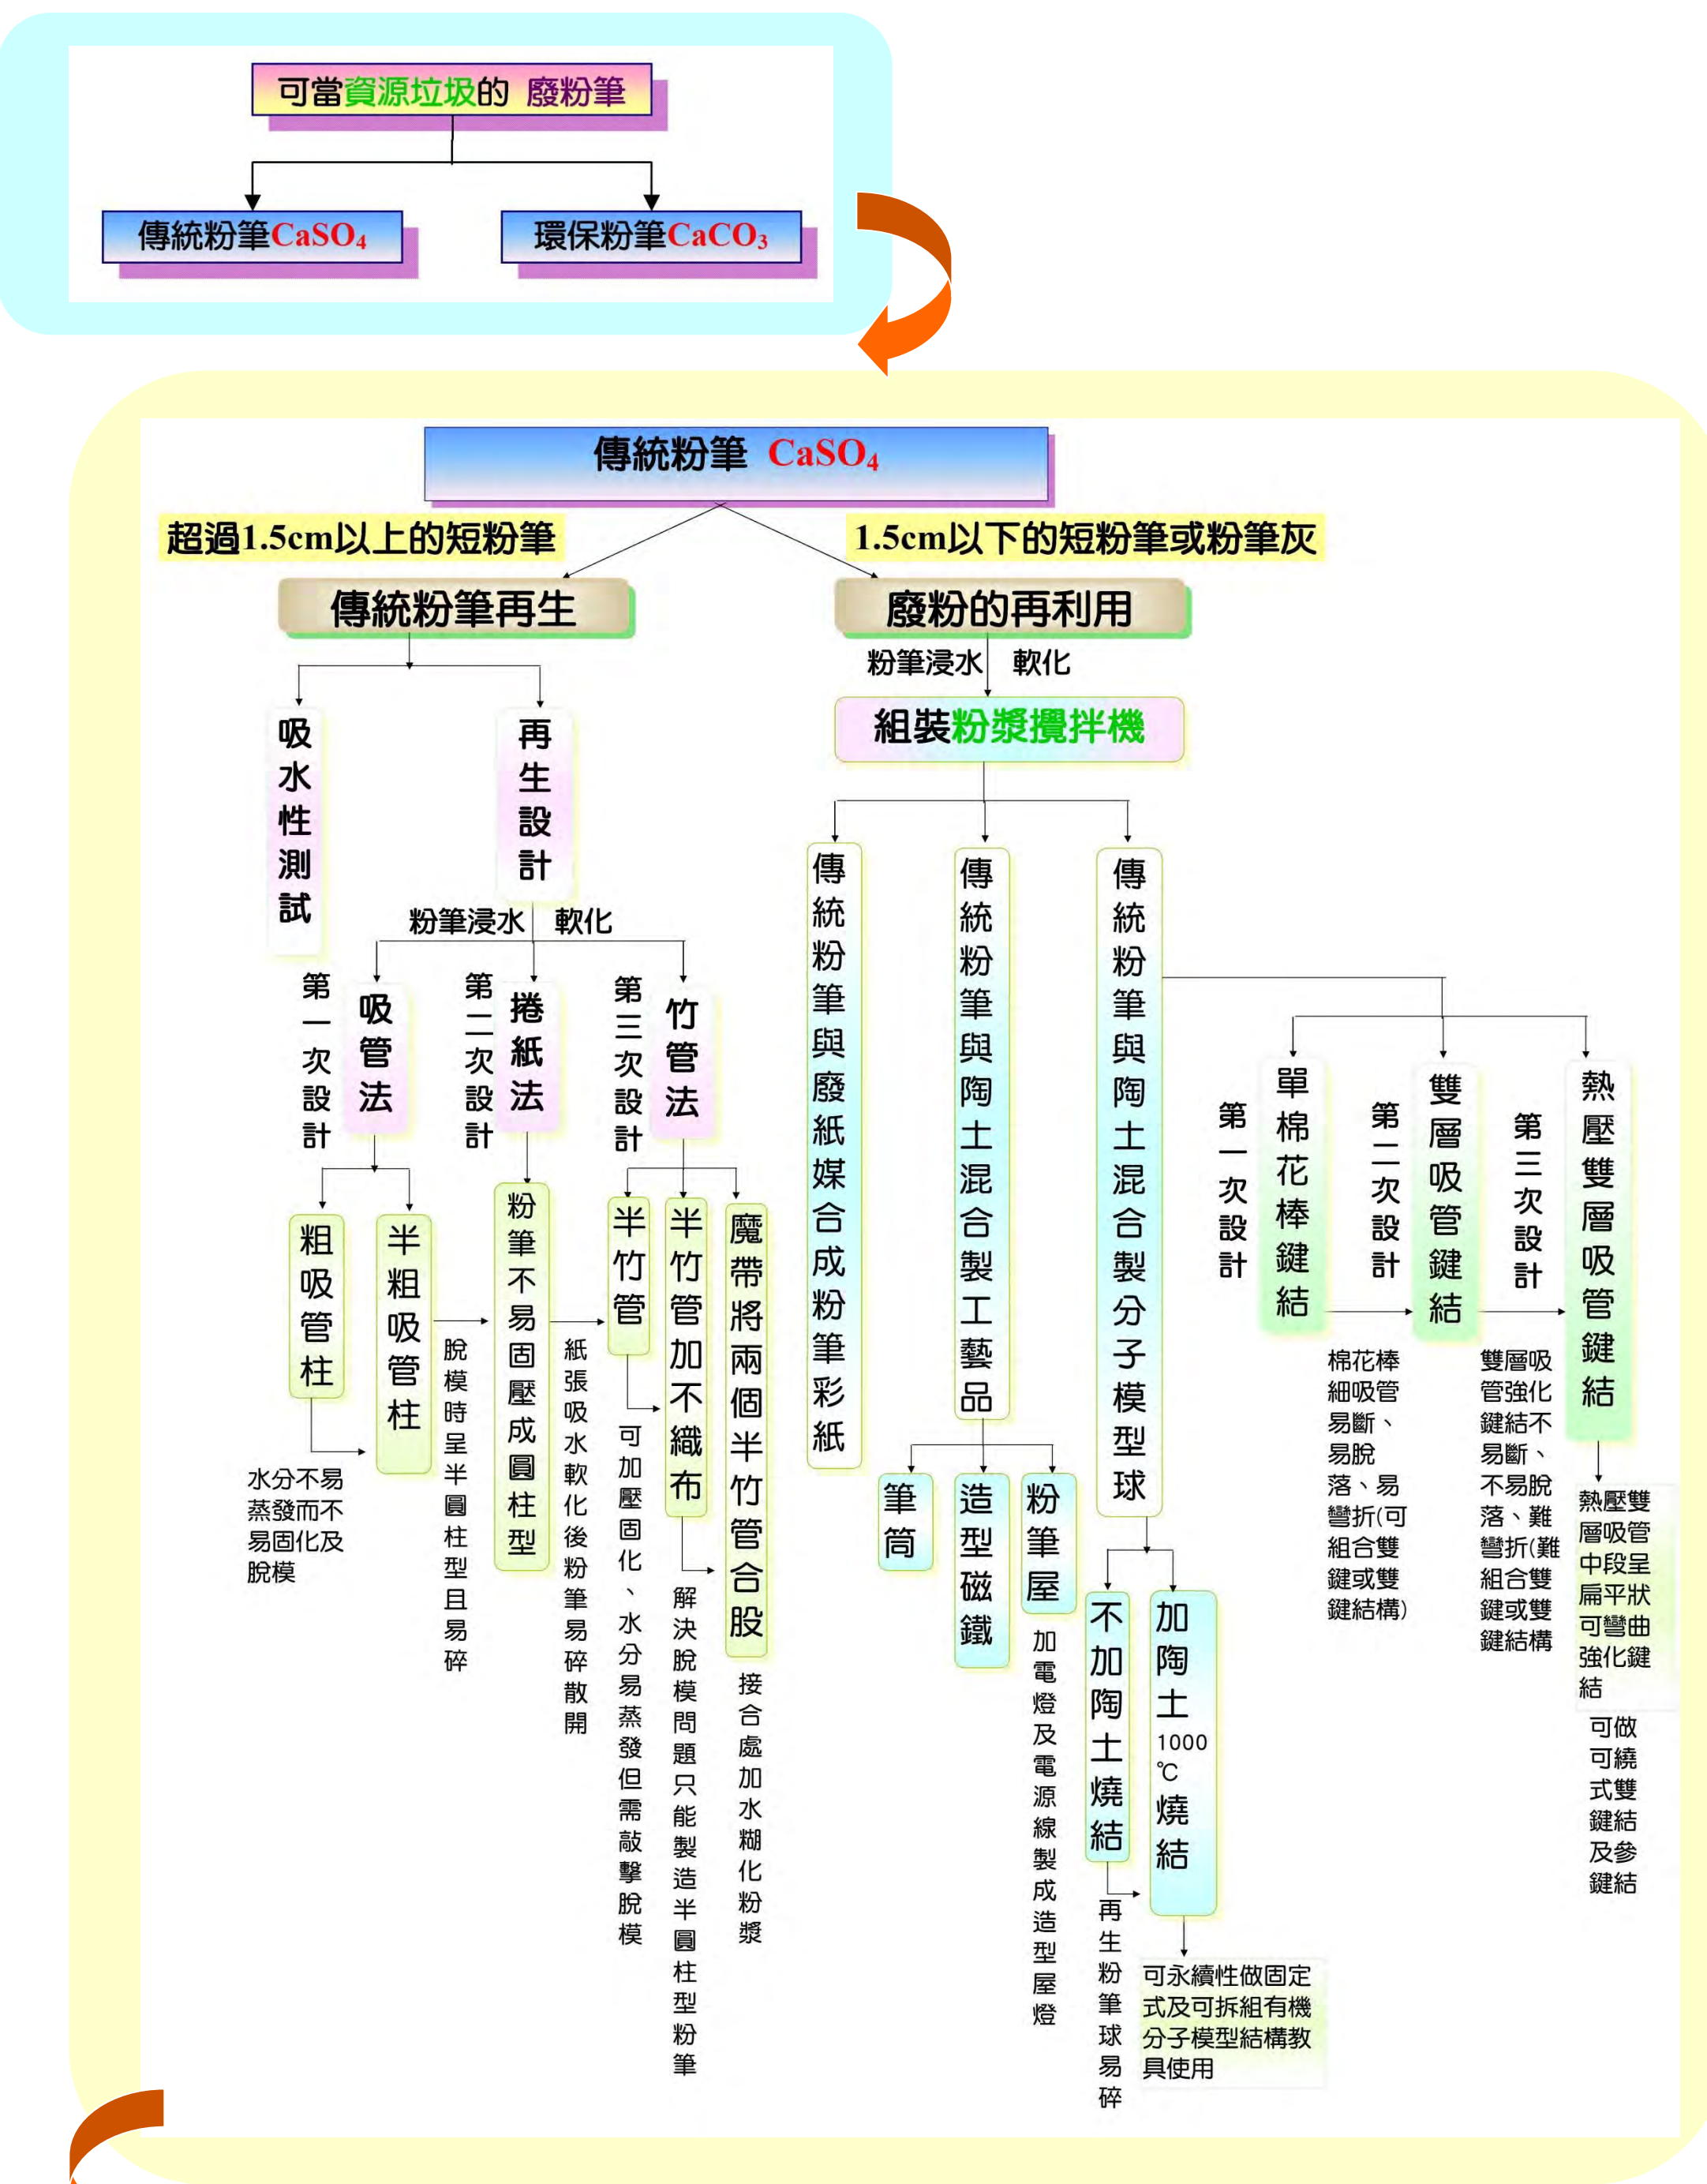 可當資源垃圾的 廢粉筆
傳統粉筆CaSO₄
環保粉筆CaCO₃
傳統粉筆 CaSO₄
超過1.5cm以上的短粉筆
1.5cm以下的短粉筆或粉筆灰
傳統粉筆再生
廢粉的再利用
粉筆浸水 軟化
組裝粉漿攪拌機
吸水性測試
再生設計
粉筆浸水 軟化
第一次設計
吸管法
第二次設計
捲紙法
第三次設計
竹管法
粗吸管柱
水分不易
蒸發而不
易固化及
脫模
半粗吸管柱
脫模時呈半圓柱型且易碎
粉筆不易固壓成圓柱型
紙張吸水軟化後粉筆易碎散開
半竹管
可加壓固化、水分易蒸發但需敲擊脫模
半竹管加不織布
解決脫模問題只能製造半圓柱型粉筆
魔帶將兩個半竹管合股
接合處加水糊化粉漿
傳統粉筆與廢紙媒合成粉筆彩紙
傳統粉筆與陶土混合製工藝品
傳統粉筆與陶土混合製分子模型球
筆筒
造型磁鐵
粉筆屋
加電燈及電源線製成造型屋燈
不加陶土燒結
再生粉筆球易碎
加陶土1000℃燒結
可永續性做固定
式及可拆組有機
分子模型結構教
具使用
第一次設計
單棉花棒鍵結
棉花棒
細吸管
易斷、
易脫
落、易
彎折(可
組合雙
鍵或雙
鍵結構)
第二次設計
雙層吸管鍵結
雙層吸
管強化
鍵結不
易斷、
不易脫
落、難
彎折(難
組合雙
鍵或雙
鍵結構
第三次設計
熱壓雙層吸管鍵結
熱壓雙
層吸管
中段呈
扁平狀
可彎曲
強化鍵
結
可做
可繞
式雙
鍵結
及參
鍵結